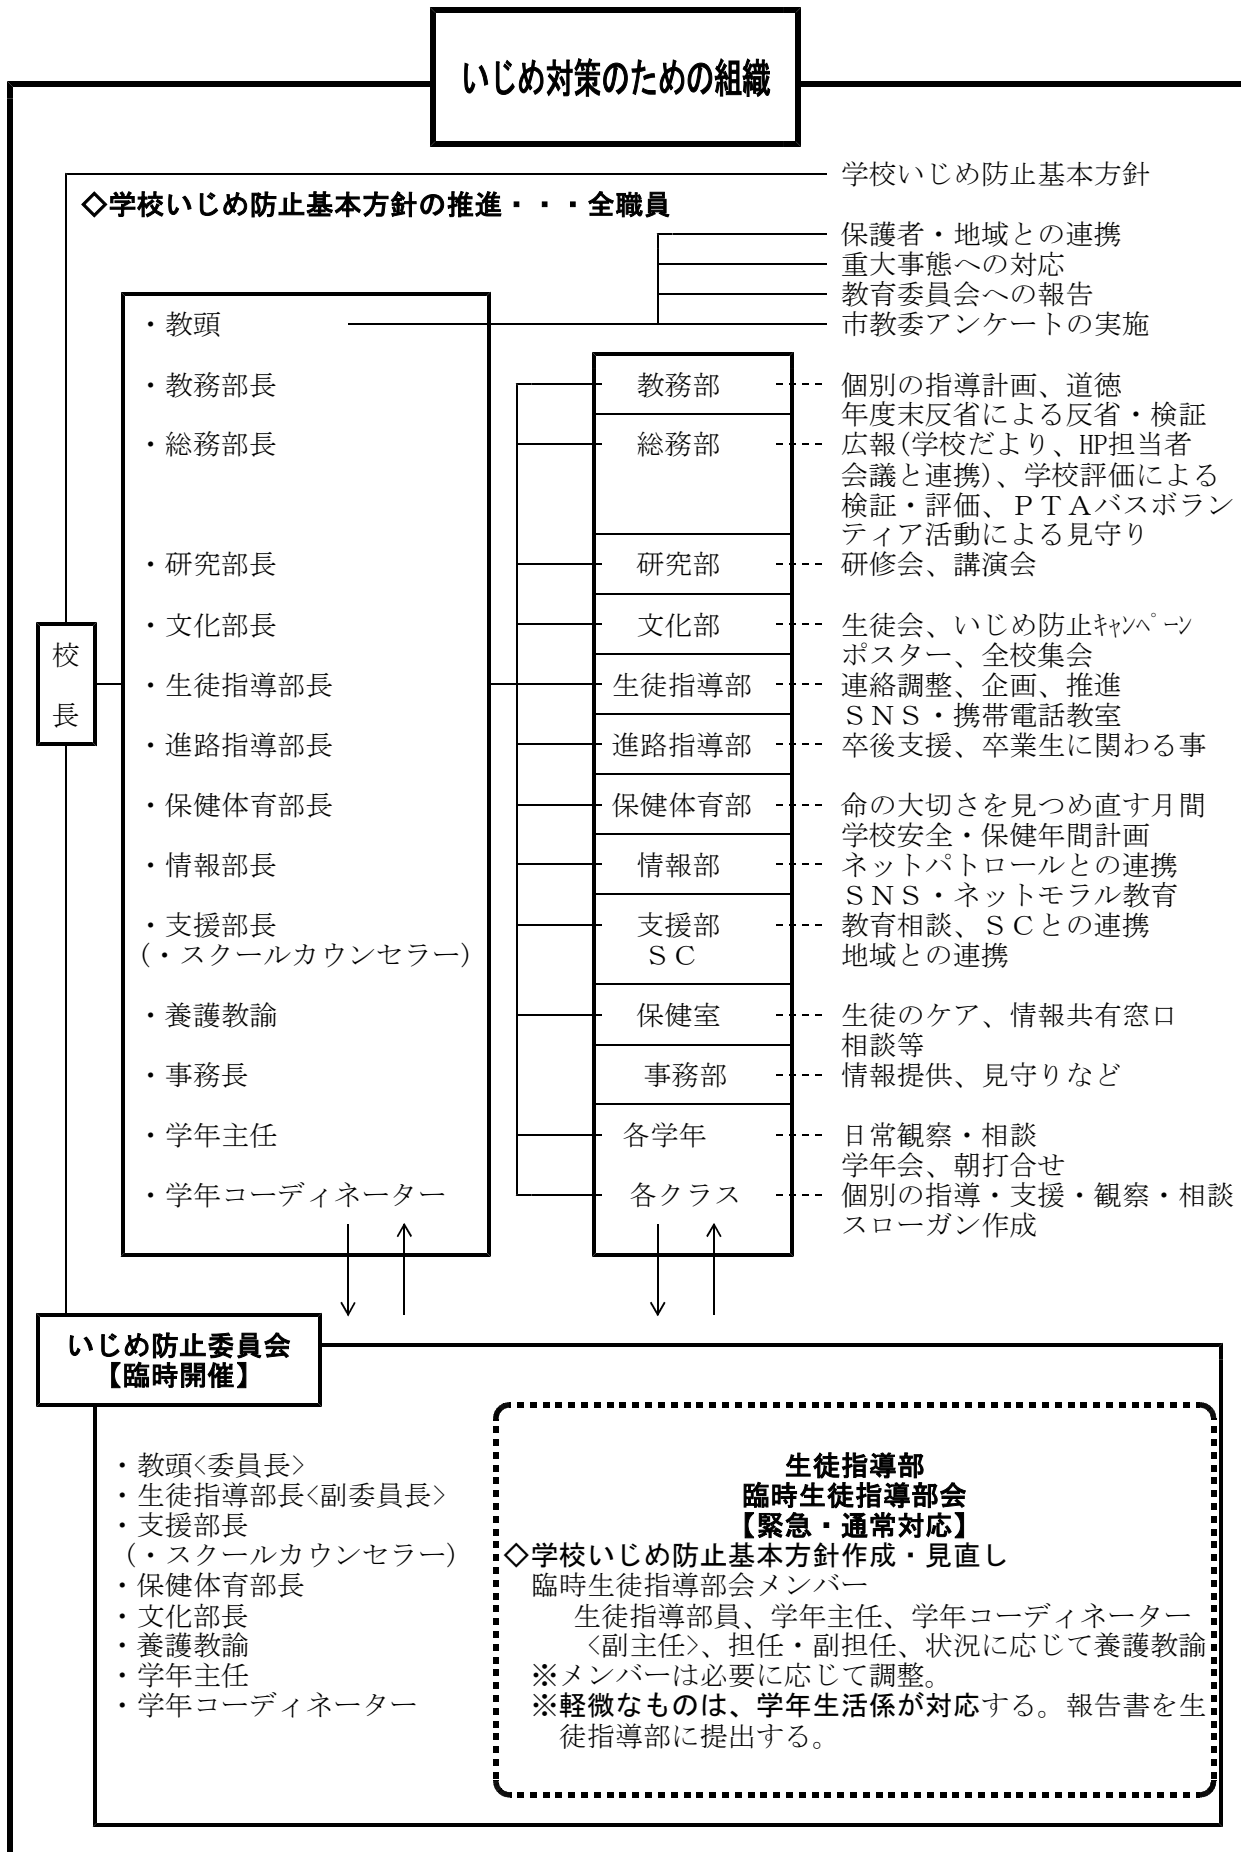 いじめ対策のための組織
学校いじめ防止基本方針
◇学校いじめ防止基本方針の推進・・・全職員
保護者・地域との連携
重大事態への対応
教育委員会への報告
・教頭 市教委アンケートの実施
・教務部長 教務部 個別の指導計画、道徳
年度末反省による反省・検証
・総務部長 総務部 広報(学校だより、HP担当者
会議と連携)、学校評価による
検証・評価、ＰＴＡバスボラン
ティア活動による見守り
・研究部長 研究部 研修会、講演会
・文化部長 文化部 生徒会、いじめ防止ｷｬﾝﾍﾟｰﾝ
ポスター、全校集会
校長
・生徒指導部長 生徒指導部 連絡調整、企画、推進
ＳＮＳ・携帯電話教室
・進路指導部長 進路指導部 卒後支援、卒業生に関わる事
・保健体育部長 保健体育部 命の大切さを見つめ直す月間
学校安全・保健年間計画
・情報部長 情報部 ネットパトロールとの連携
ＳＮＳ・ネットモラル教育
・支援部長 支援部 教育相談、ＳＣとの連携
(・スクールカウンセラー) ＳＣ 地域との連携
・養護教諭 保健室 生徒のケア、情報共有窓口
相談等
・事務長 事務部 情報提供、見守りなど
・学年主任 各学年 日常観察・相談
学年会、朝打合せ
・学年コーディネーター 各クラス 個別の指導・支援・観察・相談
スローガン作成
いじめ防止委員会
【臨時開催】
・教頭<委員長>
・生徒指導部長<副委員長>
・支援部長
(・スクールカウンセラー)
・保健体育部長
・文化部長
・養護教諭
・学年主任
・学年コーディネーター
生徒指導部
臨時生徒指導部会
【緊急・通常対応】
◇学校いじめ防止基本方針作成・見直し
臨時生徒指導部会メンバー
生徒指導部員、学年主任、学年コーディネーター
<副主任>、担任・副担任、状況に応じて養護教諭
※メンバーは必要に応じて調整。
※軽微なものは、学年生活係が対応する。報告書を生
徒指導部に提出する。